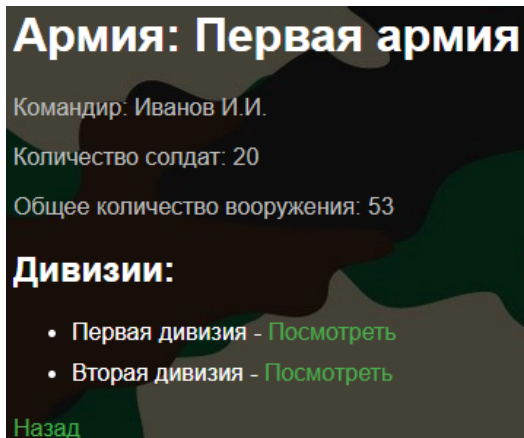 Армия: Первая армия
Командир: Иванов И.И.
Количество солдат: 20
Общее количество вооружения: 53
Дивизии:
• Первая дивизия - Посмотреть
• Вторая дивизия - Посмотреть
Назад